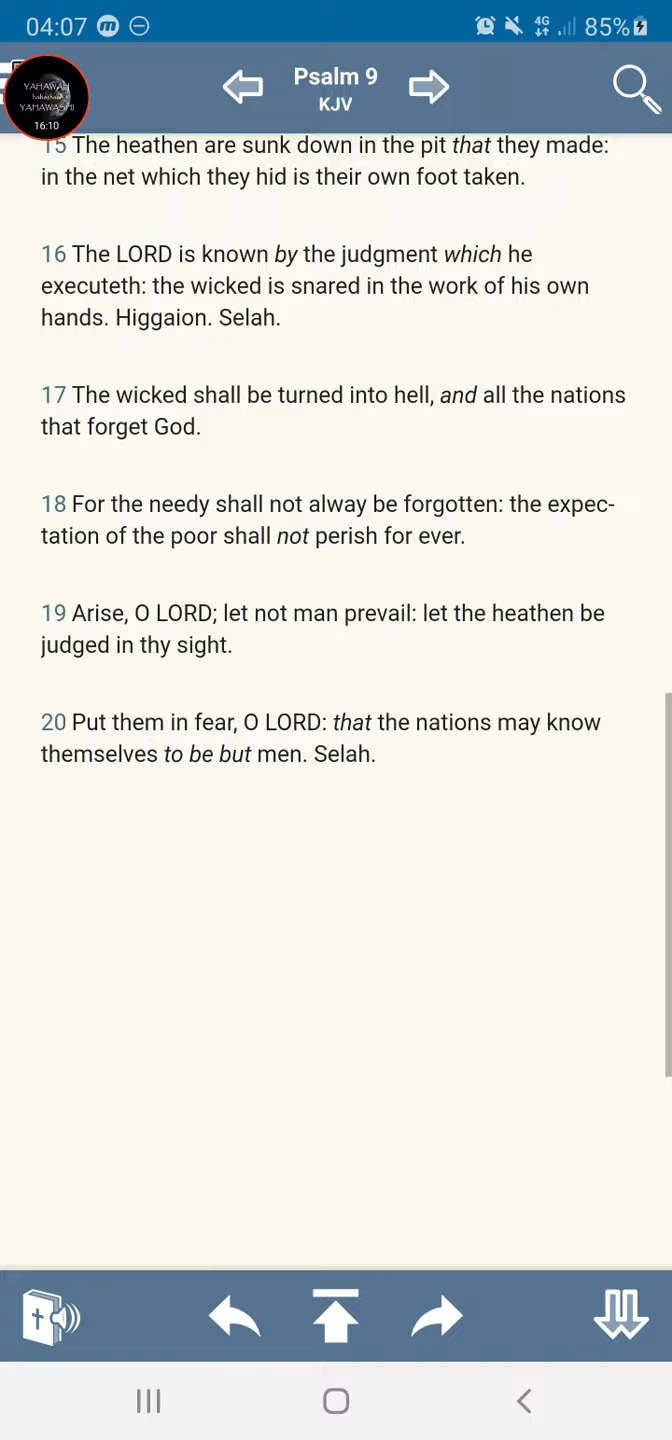 04:07
4G
85%
YAHAWAH
YAHAWASHI
16:10
Psalm 9
KJV
15 The heathen are sunk down in the pit that they made:
in the net which they hid is their own foot taken.
16 The LORD is known by the judgment which he
executeth: the wicked is snared in the work of his own
hands. Higgaion. Selah.
17 The wicked shall be turned into hell, and all the nations
that forget God.
18 For the needy shall not alway be forgotten: the expec-
tation of the poor shall not perish for ever.
19 Arise, O LORD; let not man prevail: let the heathen be
judged in thy sight.
20 Put them in fear, O LORD: that the nations may know
themselves to be but men. Selah.